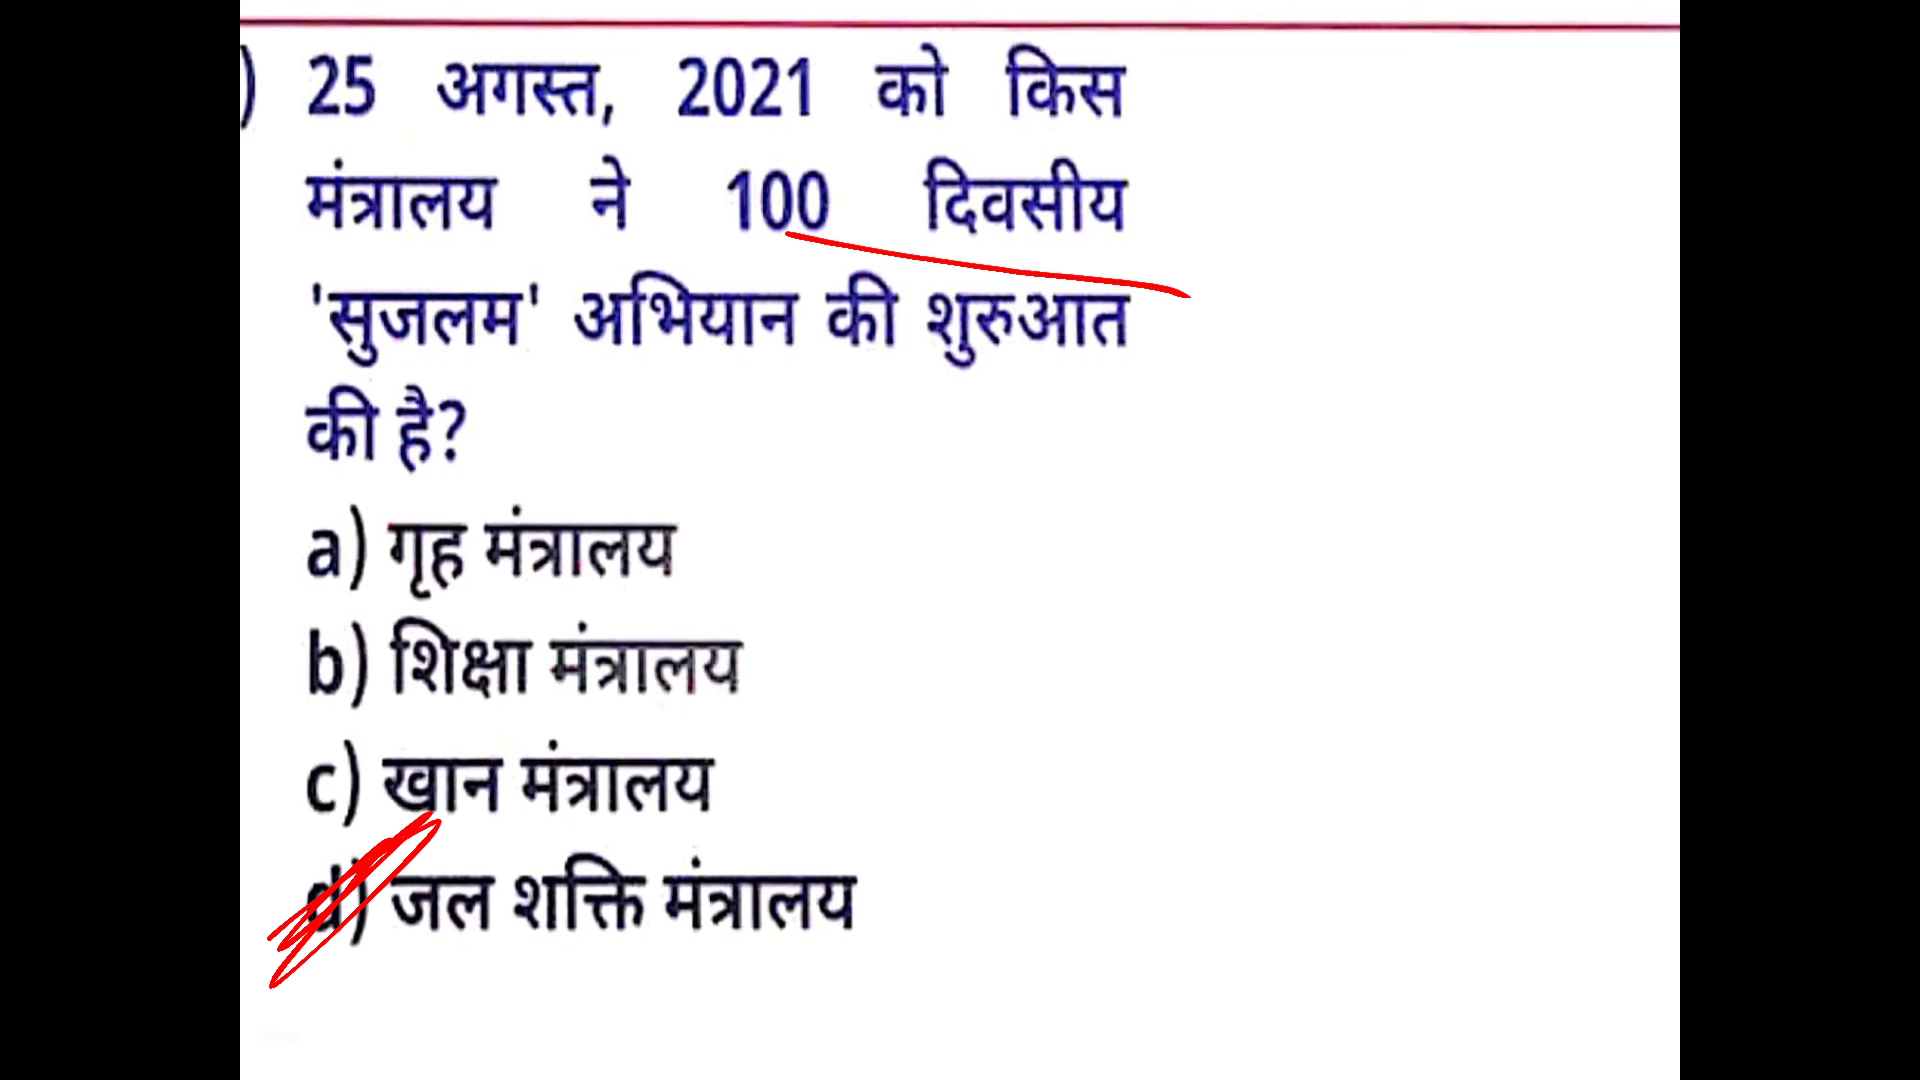 ) 25 अगस्त, 2021 को किस
मंत्रालय ने 100 दिवसीय
'सुजलम' अभियान की शुरुआत
की है?
a) गृह मंत्रालय
b) शिक्षा मंत्रालय
c) खान मंत्रालय
d) जल शक्ति मंत्रालय